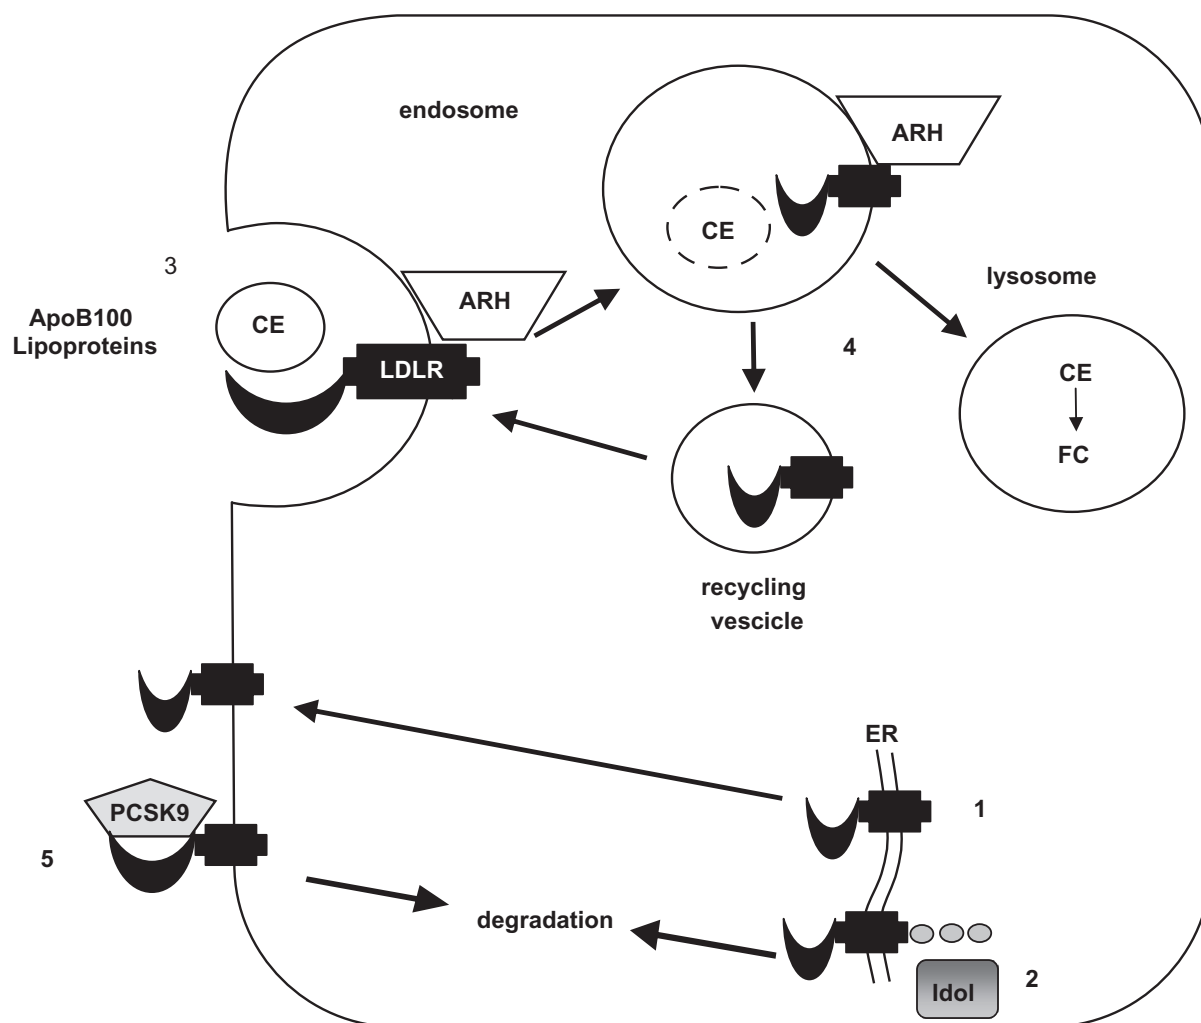 endosome
ARH
CE
3
ARH
lysosome
ApoB100
Lipoproteins
CE
LDLR
4
CE
FC
recycling
vescicle
ER
PCSK9
1
5
degradation
Idol
2